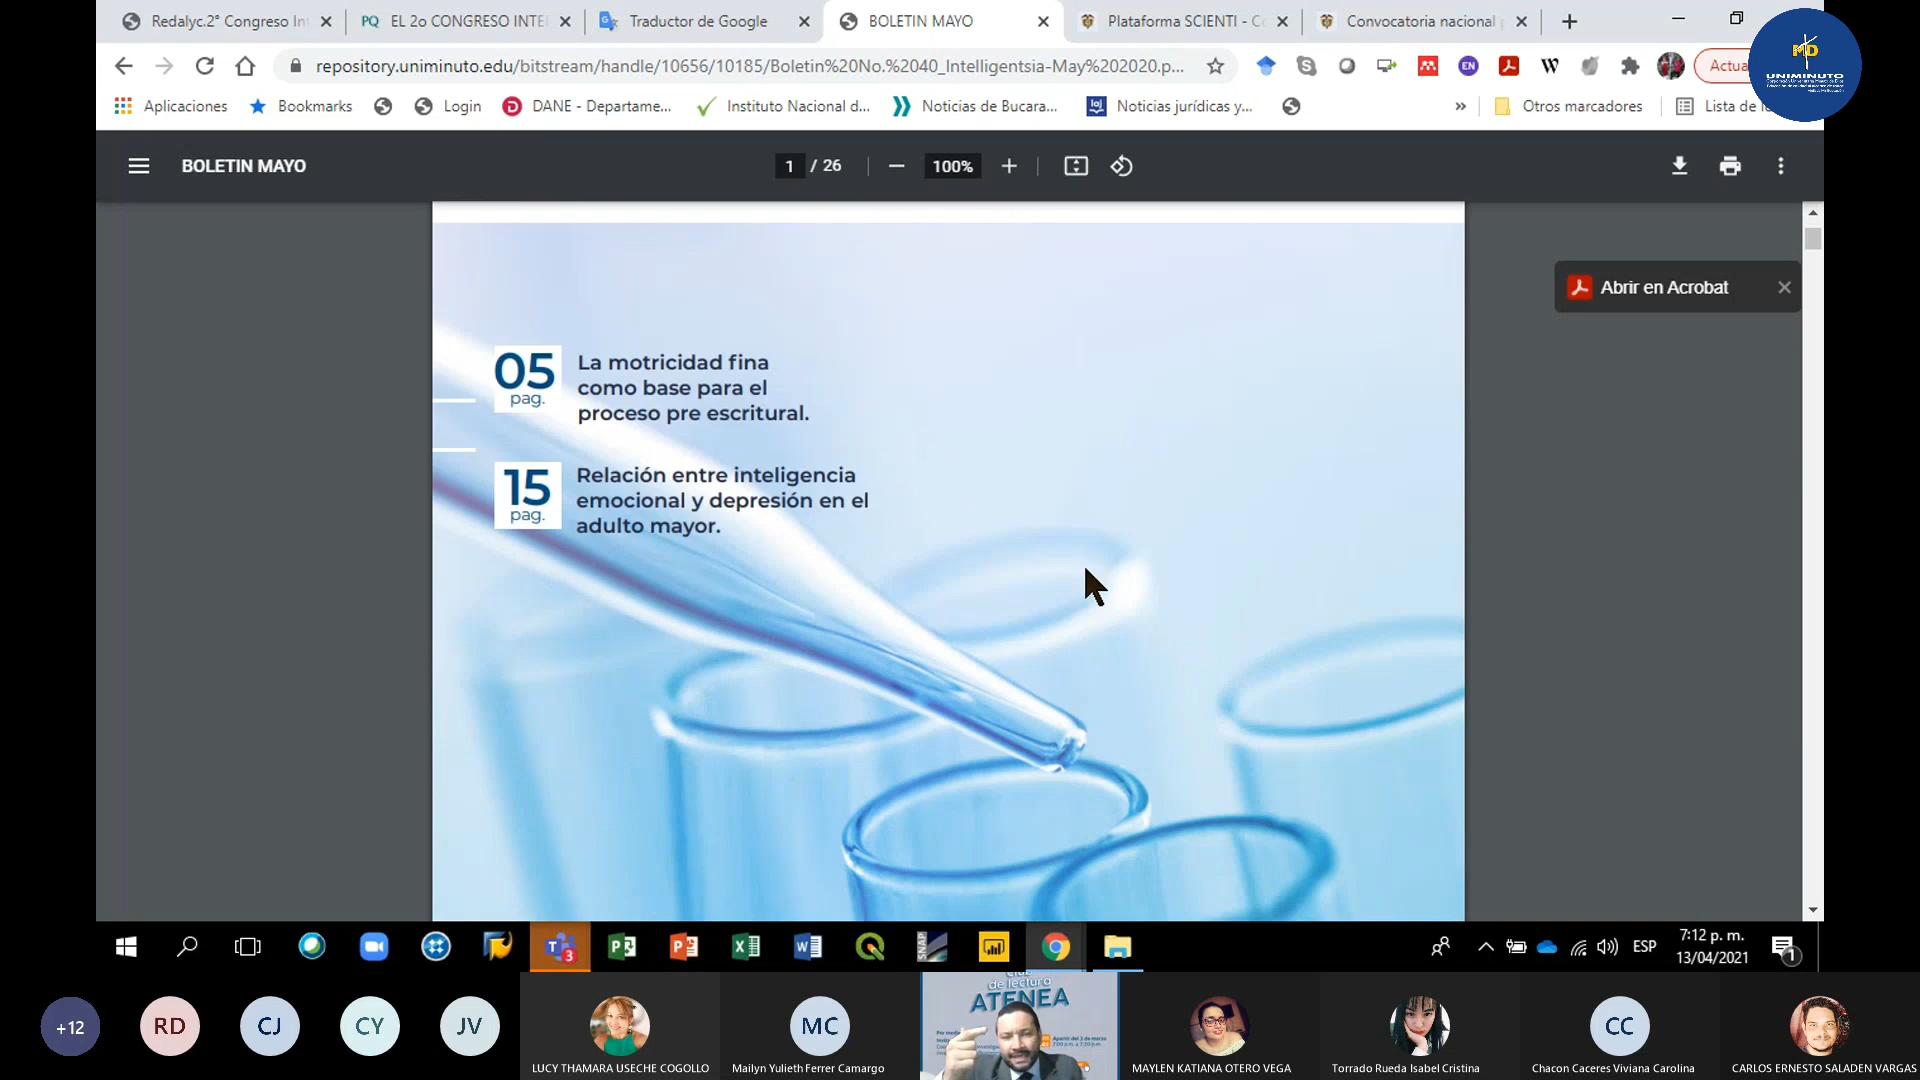 Redalyc.2° Congreso In
EL 2o CONGRESO INTE
Traductor de Google
BOLETIN MAYO
Plataforma SCIENTI - C
Convocatoria nacional
repository.uniminuto.edu/bitstream/handle/10656/10185/Boletin%20No.%2040_Intelligentsia-May%202020.p...
Actua
MD
UNIMINUTO
Aplicaciones
Bookmarks
Login
DANE - Departame...
Instituto Nacional d...
Noticias de Bucara...
Noticias jurídicas y...
»
Otros marcadores
Lista de
BOLETIN MAYO
1 / 26
100%
Abrir en Acrobat
05
pag.
La motricidad fina
como base para el
proceso pre escritural.
15
pag.
Relación entre inteligencia
emocional y depresión en el
adulto mayor.
ESP
7:12 p. m.
13/04/2021
1
+12
RD
CJ
CY
JV
LUCY THAMARA USECHE COGOLLO
MC
Mailyn Yulieth Ferrer Camargo
de lectura
ATENEA
MAYLEN KATIANA OTERO VEGA
Torrado Rueda Isabel Cristina
CC
Chacon Caceres Viviana Carolina
CARLOS ERNESTO SALADEN VARGAS